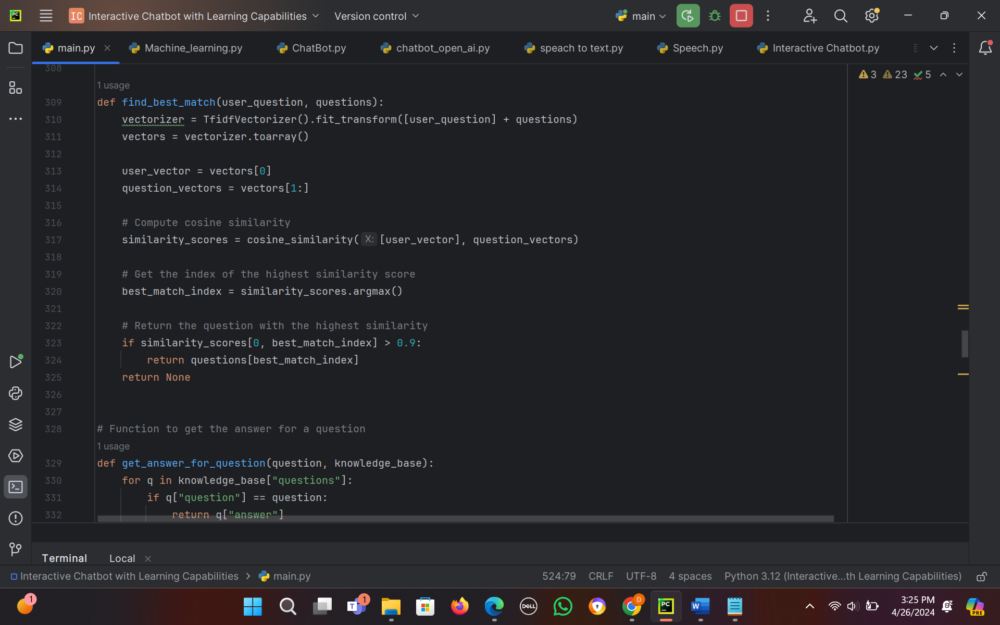 PC
IC Interactive Chatbot with Learning Capabilities Version control main
main.py Machine_learning.py ChatBot.py chatbot_open_ai.py speach to text.py Speech.py Interactive Chatbot.py
308
3 23 5
1 usage
309 def find_best_match(user_question, questions):
310 vectorizer = TfidfVectorizer().fit_transform([user_question] + questions)
311 vectors = vectorizer.toarray()
312
313 user_vector = vectors[0]
314 question_vectors = vectors[1:]
315
316 # Compute cosine similarity
317 similarity_scores = cosine_similarity( X: [user_vector], question_vectors)
318
319 # Get the index of the highest similarity score
320 best_match_index = similarity_scores.argmax()
321
322 # Return the question with the highest similarity
323 if similarity_scores[0, best_match_index] > 0.9:
324 return questions[best_match_index]
325 return None
326
327
328 # Function to get the answer for a question
1 usage
329 def get_answer_for_question(question, knowledge_base):
330 for q in knowledge_base["questions"]:
331 if q["question"] == question:
332 return q["answer"]
Terminal Local
Interactive Chatbot with Learning Capabilities > main.py 524:79 CRLF UTF-8 4 spaces Python 3.12 (Interactive...th Learning Capabilities)
1 T 1 DELL D PC W 3:25 PM
4/26/2024 PRE